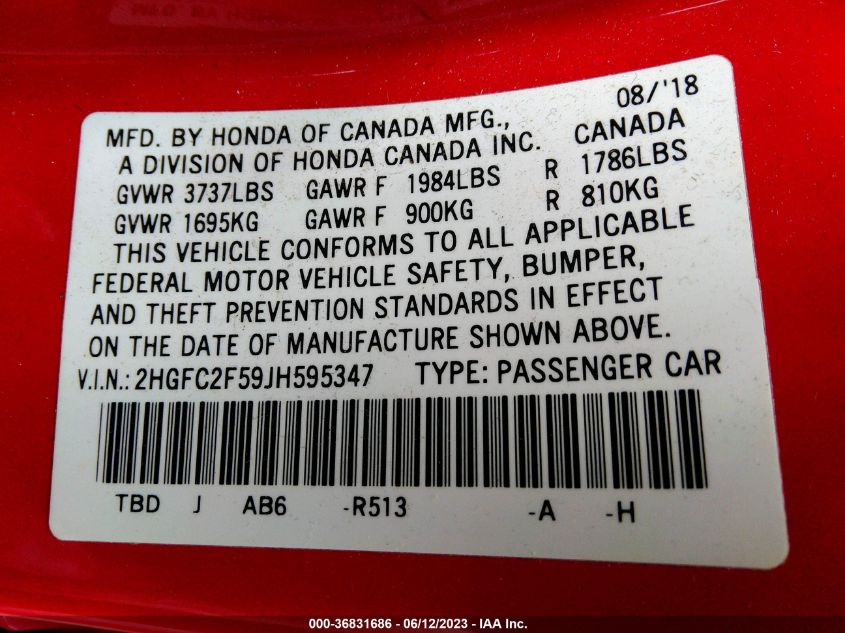 08/'18
MFD. BY HONDA OF CANADA MFG., CANADA
A DIVISION OF HONDA CANADA INC.
GVWR 3737LBS GAWR F 1984LBS R 1786LBS
GVWR 1695KG GAWR F 900KG R 810KG
THIS VEHICLE CONFORMS TO ALL APPLICABLE
FEDERAL MOTOR VEHICLE SAFETY, BUMPER,
AND THEFT PREVENTION STANDARDS IN EFFECT
ON THE DATE OF MANUFACTURE SHOWN ABOVE.
V.I.N.: 2HGFC2F59JH595347 TYPE: PASSENGER CAR
TBD J AB6 -R513 -A -H
000-36831686 - 06/12/2023 - IAA Inc.